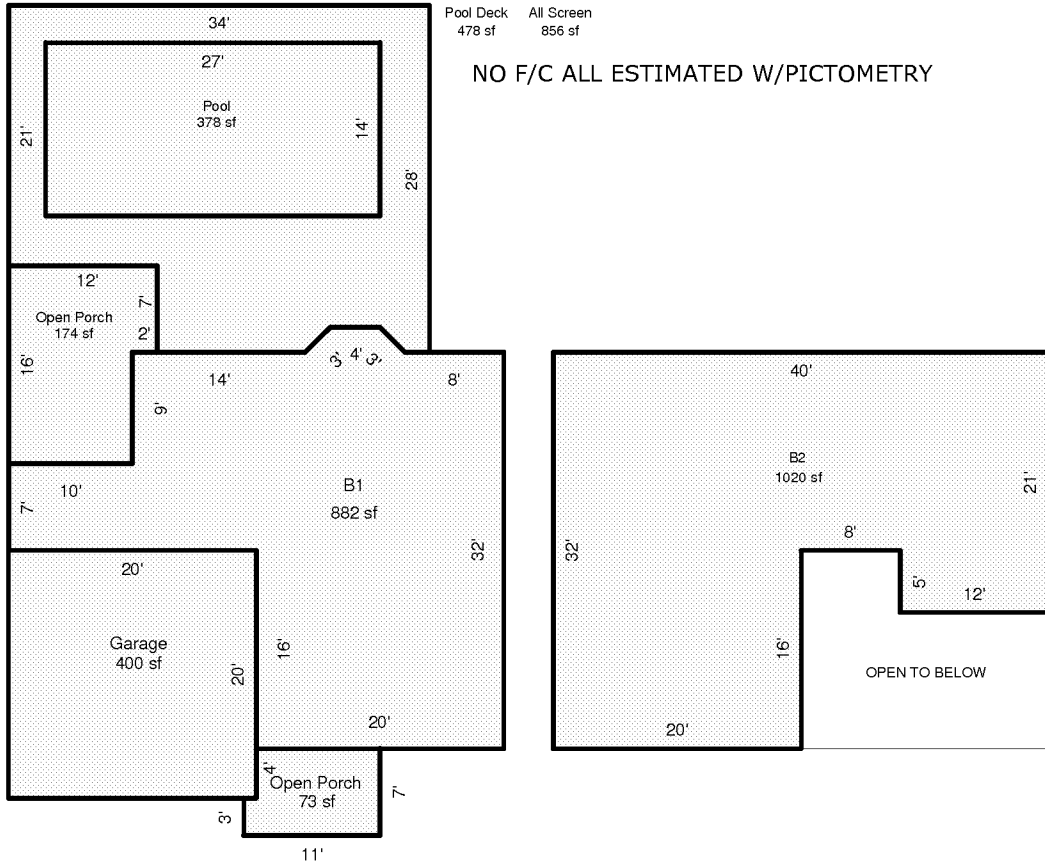 Pool Deck All Screen
478 sf 856 sf
NO F/C ALL ESTIMATED W/PICTOMETRY
34'
27'
Pool
378 sf
21'
14'
28'
12'
7'
Open Porch
174 sf
2'
16'
14'
3' 4' 3'
8'
9'
10'
7'
B1
882 sf
32'
20'
Garage
400 sf
20'
16'
20'
4'
Open Porch
73 sf
7'
3'
11'
40'
B2
1020 sf
21'
32'
8'
5'
12'
16'
OPEN TO BELOW
20'